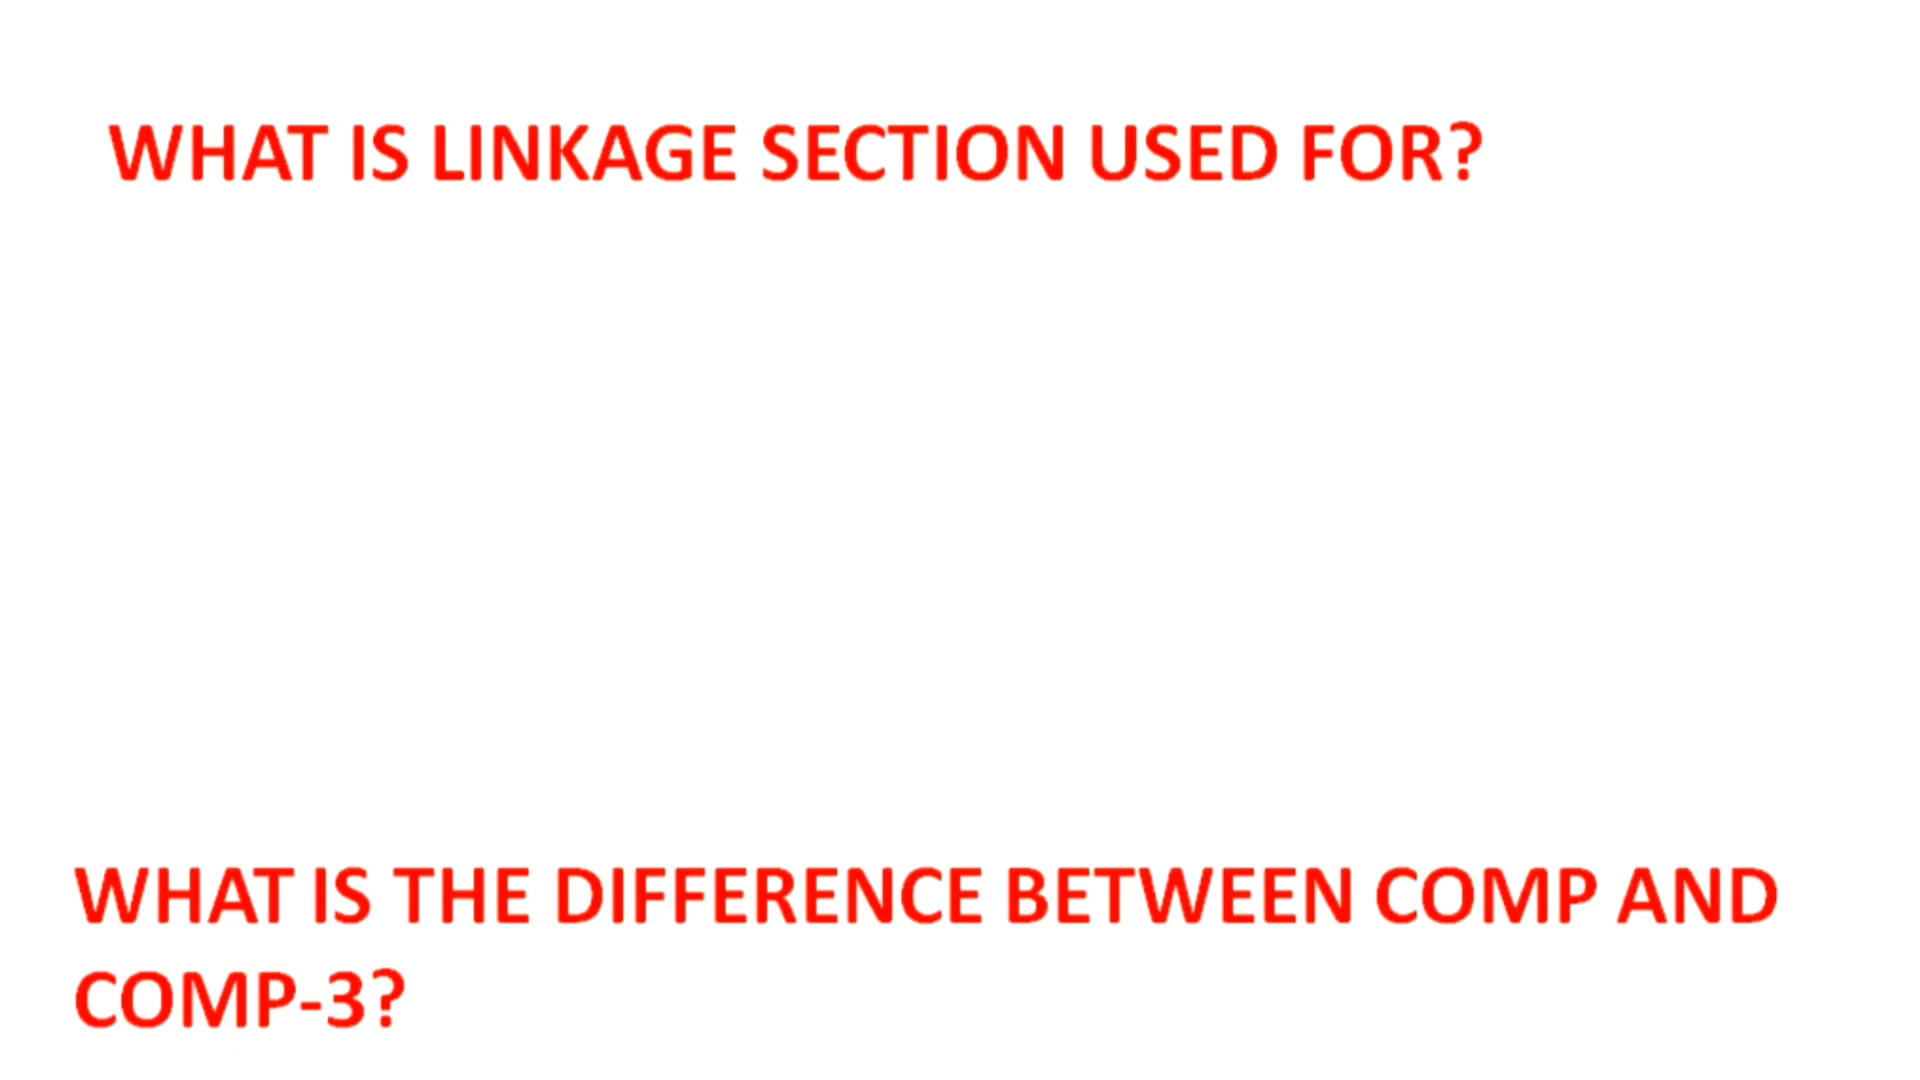 WHAT IS LINKAGE SECTION USED FOR?
WHAT IS THE DIFFERENCE BETWEEN COMP AND
COMP-3?